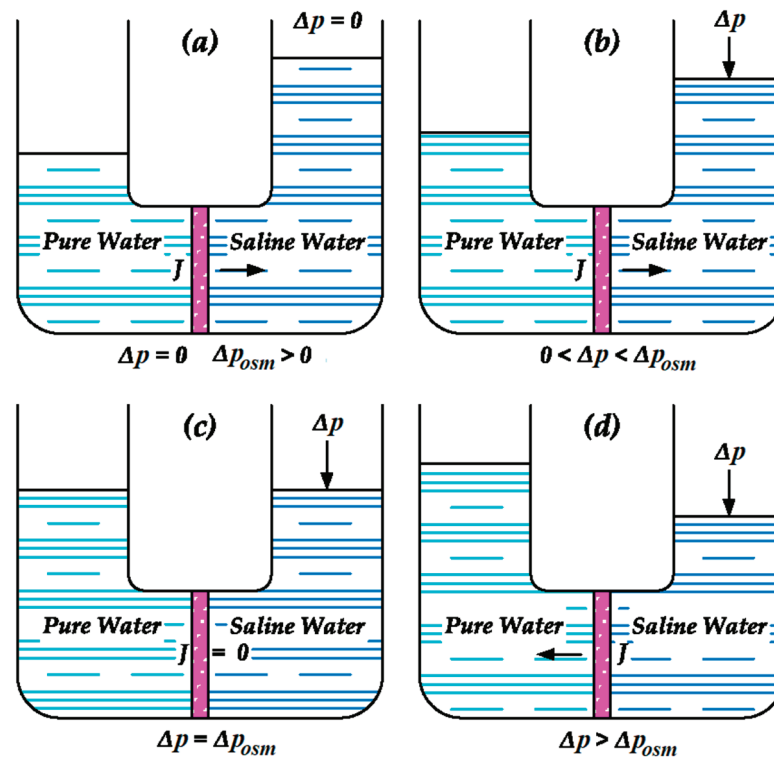 (a)
Δp = 0
Pure Water
Saline Water
J
Δp = 0
Δp_osm > 0
(b)
Δp
Pure Water
Saline Water
J
0 < Δp < Δp_osm
(c)
Δp
Pure Water
Saline Water
J = 0
Δp = Δp_osm
(d)
Δp
Pure Water
Saline Water
J
Δp > Δp_osm